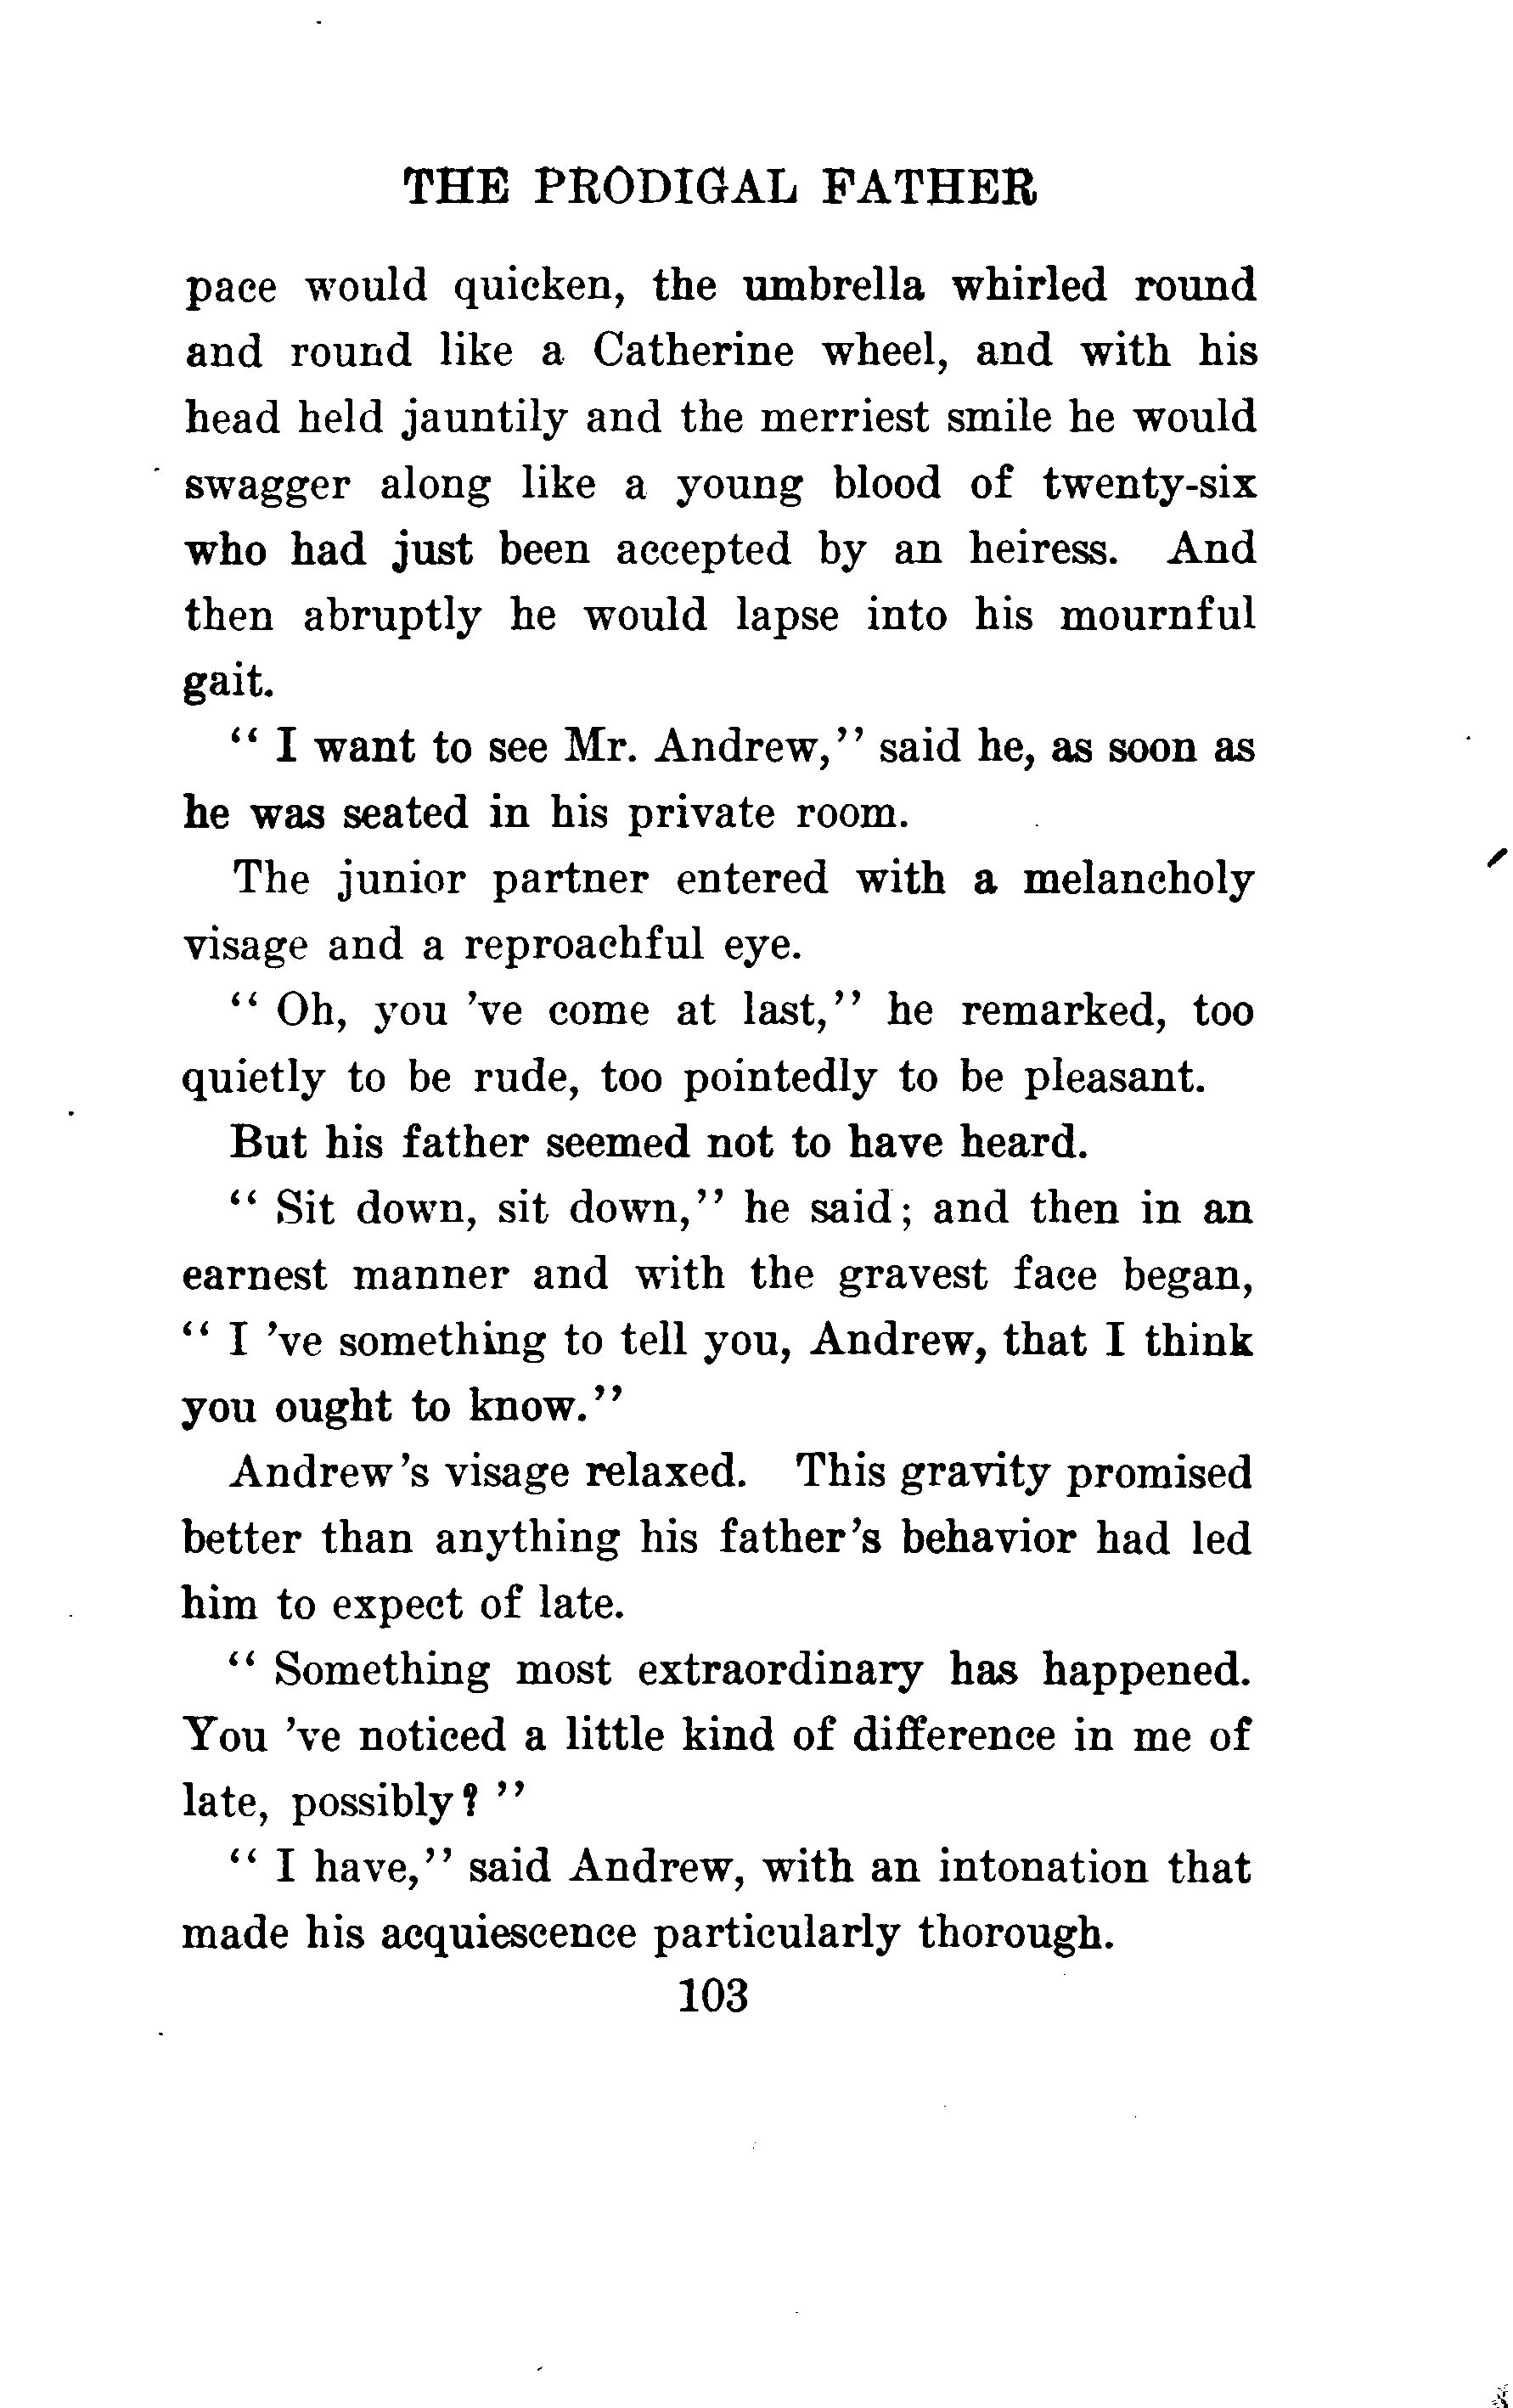 THE PRODIGAL FATHER
pace would quicken, the umbrella whirled round
and round like a Catherine wheel, and with his
head held jauntily and the merriest smile he would
swagger along like a young blood of twenty-six
who had just been accepted by an heiress. And
then abruptly he would lapse into his mournful
gait.
"I want to see Mr. Andrew," said he, as soon as
he was seated in his private room.
The junior partner entered with a melancholy
visage and a reproachful eye.
"Oh, you 've come at last," he remarked, too
quietly to be rude, too pointedly to be pleasant.
But his father seemed not to have heard.
"Sit down, sit down," he said; and then in an
earnest manner and with the gravest face began,
"I 've something to tell you, Andrew, that I think
you ought to know."
Andrew's visage relaxed. This gravity promised
better than anything his father's behavior had led
him to expect of late.
"Something most extraordinary has happened.
You 've noticed a little kind of difference in me of
late, possibly?"
"I have," said Andrew, with an intonation that
made his acquiescence particularly thorough.
103